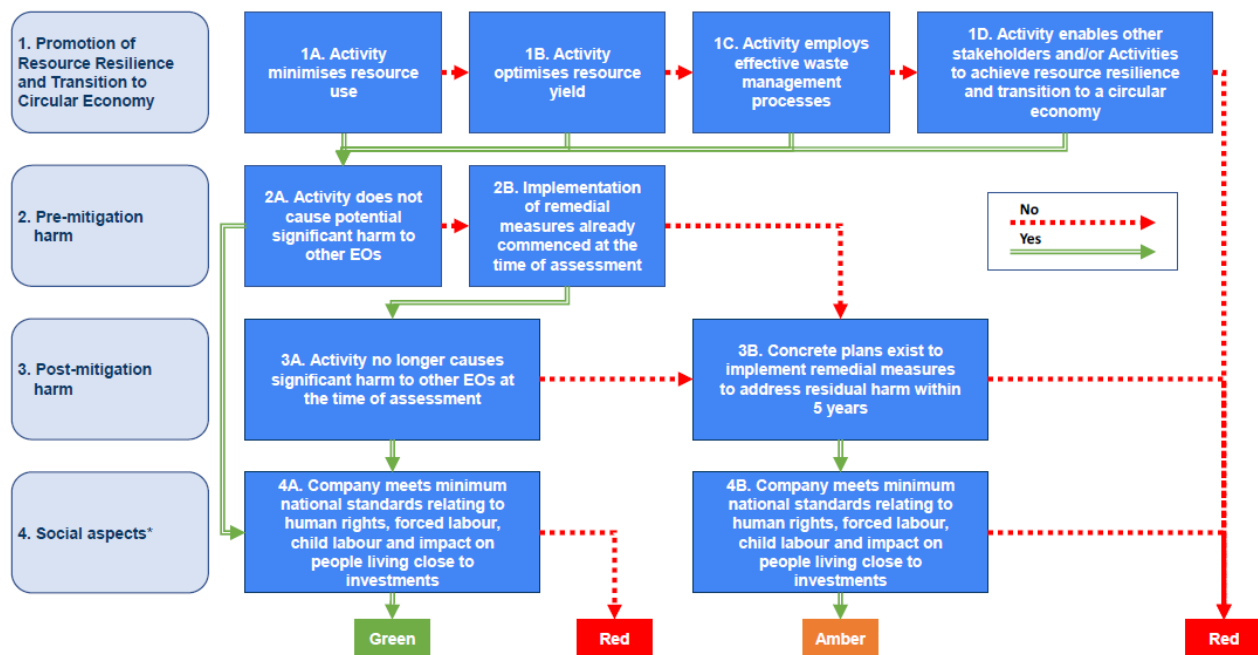 1. Promotion of
Resource Resilience
and Transition to
Circular Economy
1A. Activity
minimises resource
use
1B. Activity
optimises resource
yield
1C. Activity employs
effective waste
management
processes
1D. Activity enables other
stakeholders and/or Activities
to achieve resource resilience
and transition to a circular
economy
2. Pre-mitigation
harm
2A. Activity does not
cause potential
significant harm to
other EOs
2B. Implementation
of remedial
measures already
commenced at the
time of assessment
No
Yes
3. Post-mitigation
harm
3A. Activity no longer causes
significant harm to other EOs at
the time of assessment
3B. Concrete plans exist to
implement remedial measures
to address residual harm within
5 years
4. Social aspects*
4A. Company meets minimum
national standards relating to
human rights, forced labour,
child labour and impact on
people living close to
investments
4B. Company meets minimum
national standards relating to
human rights, forced labour,
child labour and impact on
people living close to
investments
Green
Red
Amber
Red